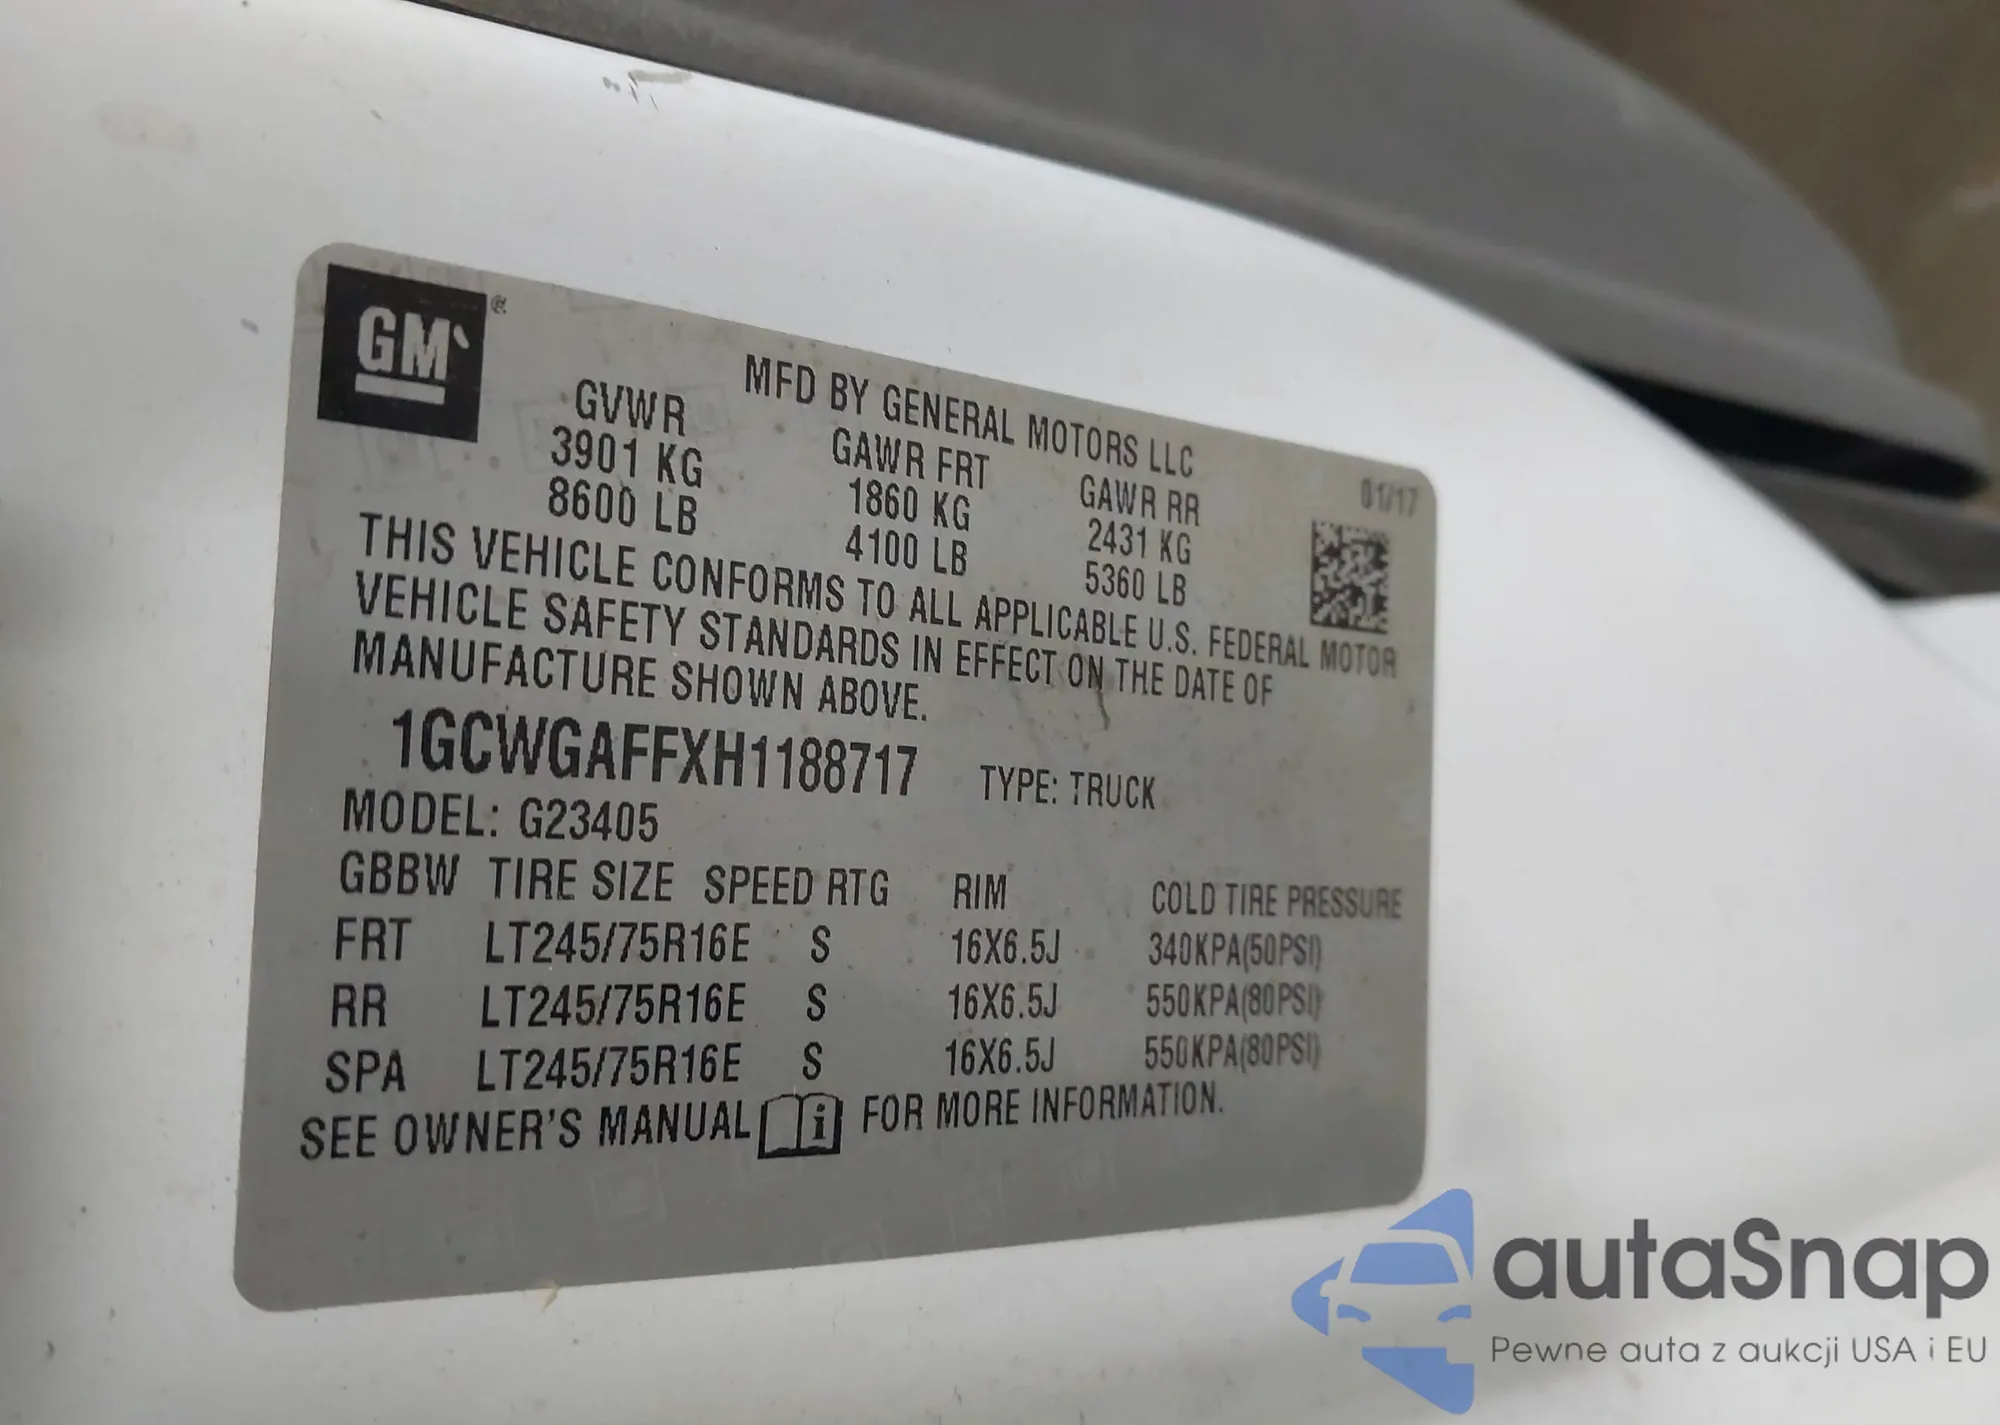 GM
MFD BY GENERAL MOTORS LLC
01/17
GVWR GAWR FRT GAWR RR
3901 KG 1860 KG 2431 KG
8600 LB 4100 LB 5360 LB
THIS VEHICLE CONFORMS TO ALL APPLICABLE U.S. FEDERAL MOTOR
VEHICLE SAFETY STANDARDS IN EFFECT ON THE DATE OF
MANUFACTURE SHOWN ABOVE.
1GCWGAFFXH1188717 TYPE: TRUCK
MODEL: G23405
GBBW TIRE SIZE SPEED RTG RIM COLD TIRE PRESSURE
FRT LT245/75R16E S 16X6.5J 340KPA(50PSI)
RR LT245/75R16E S 16X6.5J 550KPA(80PSI)
SPA LT245/75R16E S 16X6.5J 550KPA(80PSI)
SEE OWNER'S MANUAL i FOR MORE INFORMATION.
autaSnap
Pewne auta z aukcji USA i EU